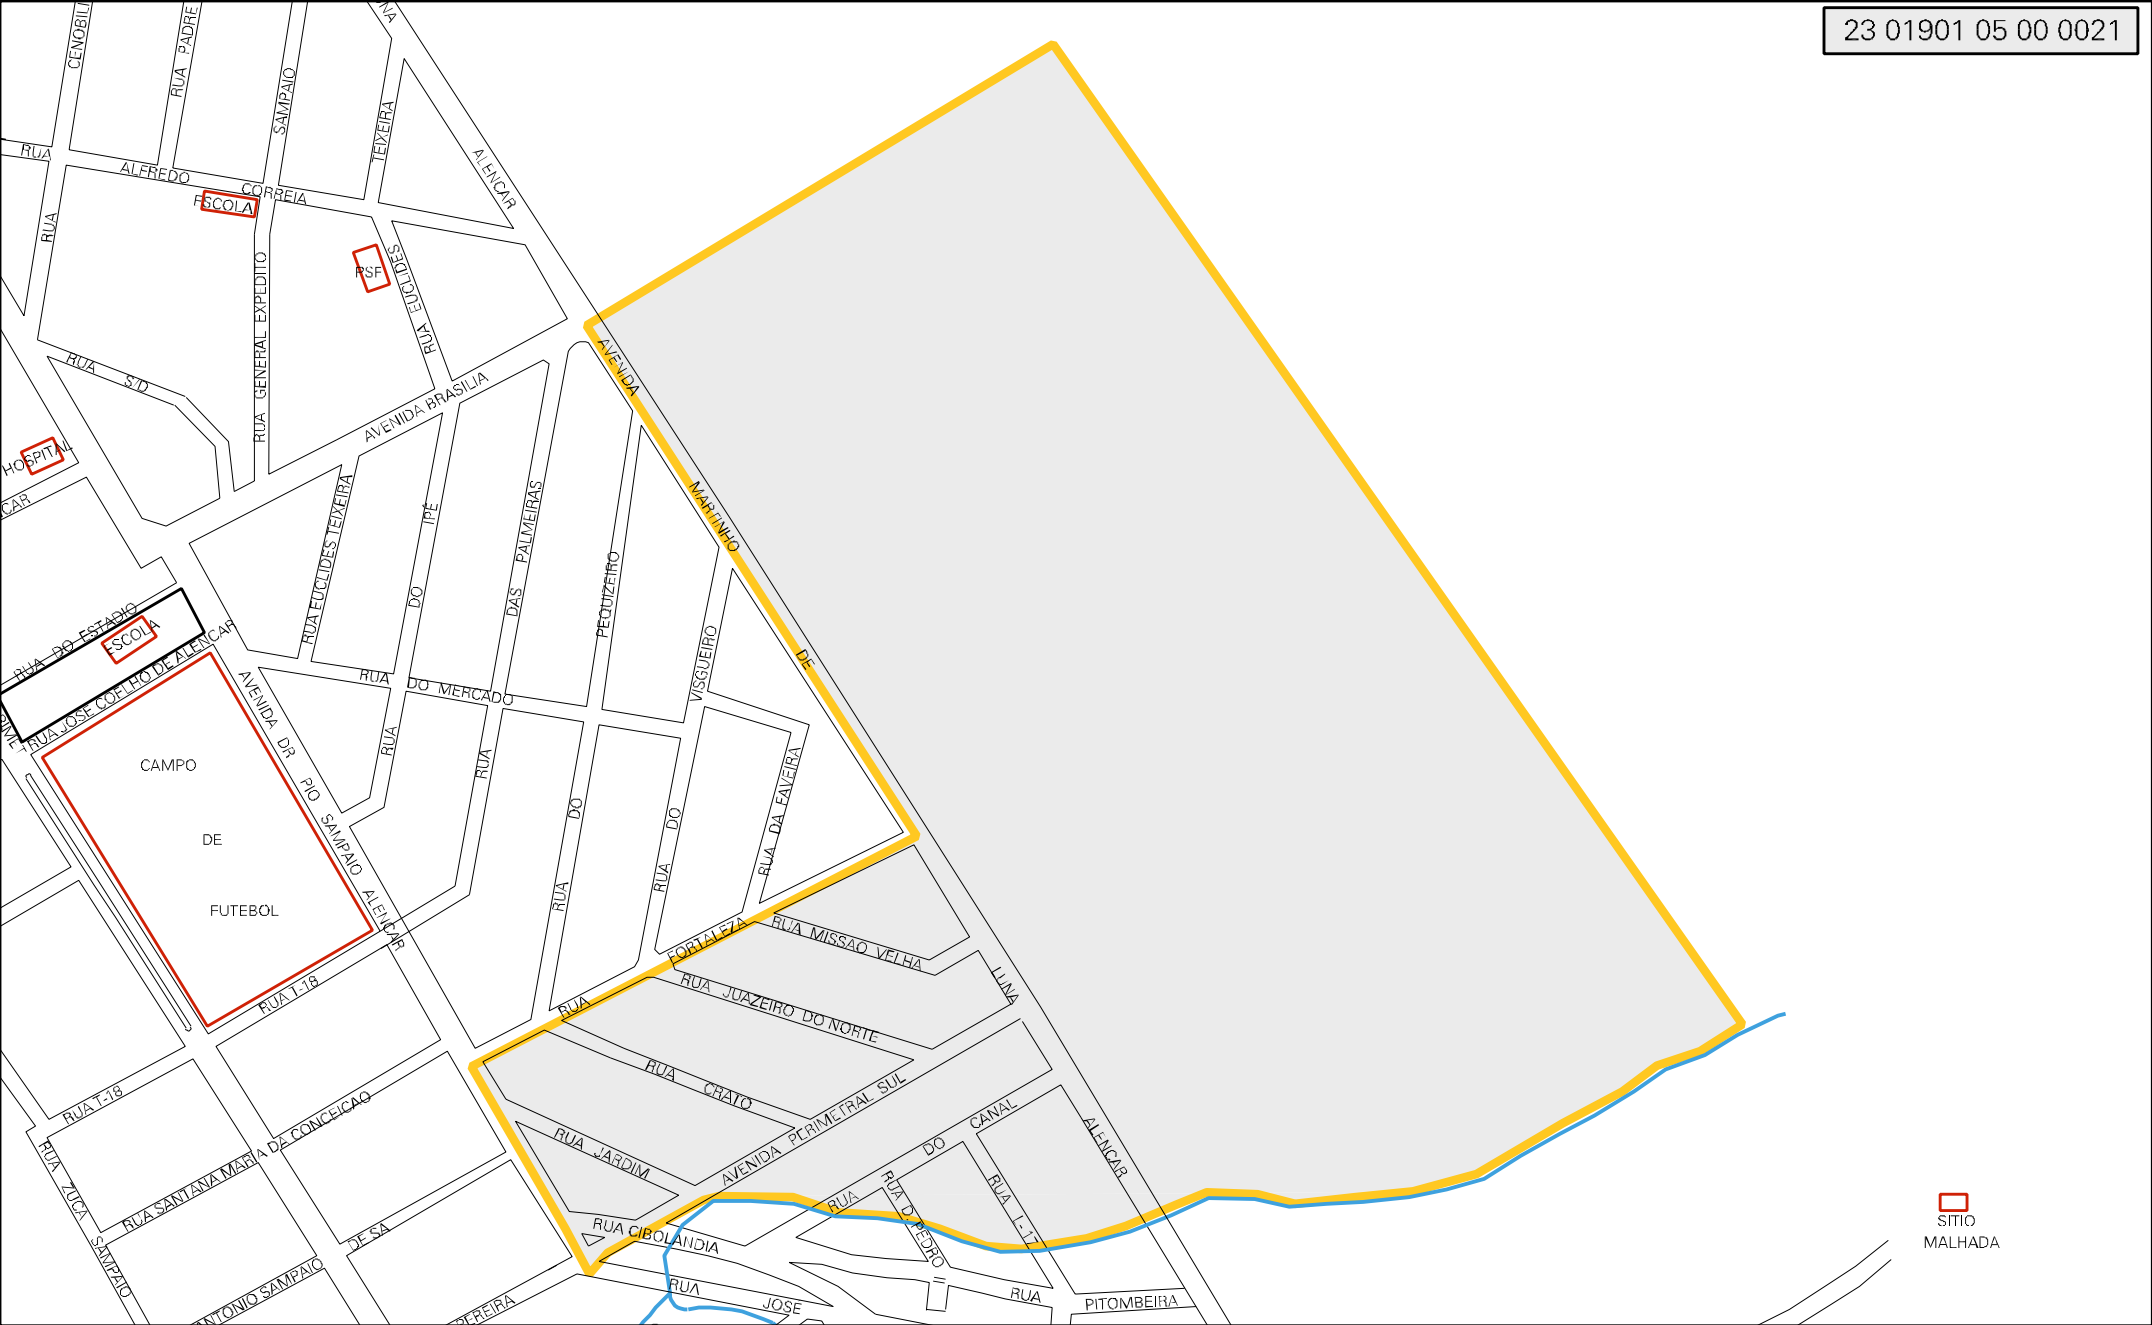 23 01901 05 00 0021
CENOBILI
RUA PADRE
SAMPAIO
TEIXEIRA
ALENCAR
RUA
ALFREDO
CORREIA
ESCOLA
RUA
PSF
RUA EUCLIDES
RUA GENERAL EXPEDITO
RUA S/D
AVENIDA BRASILIA
HOSPITAL
CAR
AVENIDA
MARTINHO
DE
LUNA
ALENCAR
RUA EUCLIDES TEIXEIRA
RUA DO IPÊ
RUA DAS PALMEIRAS
RUA DO PEQUIZEIRO
RUA DO VISGUEIRO
RUA DA FAVEIRA
RUA DO ESTADIO
ESCOLA
RUA JOSE COELHO DE ALENCAR
RUA DO MERCADO
AVENIDA DR PIO SAMPAIO ALENCAR
CAMPO
DE
FUTEBOL
RUA T-18
RUA FORTALEZA
RUA MISSAO VELHA
RUA JUAZEIRO DO NORTE
RUA CRATO
RUA JARDIM
AVENIDA PERIMETRAL SUL
RUA DO CANAL
RUA T-18
RUA SANTANA MARIA DA CONCEICAO
RUA ZUCA SAMPAIO
DE SA
ANTONIO SAMPAIO
PEREIRA
RUA CIBOLANDIA
RUA D. PEDRO II
RUA T-17
RUA JOSE
RUA PITOMBEIRA
SITIO
MALHADA